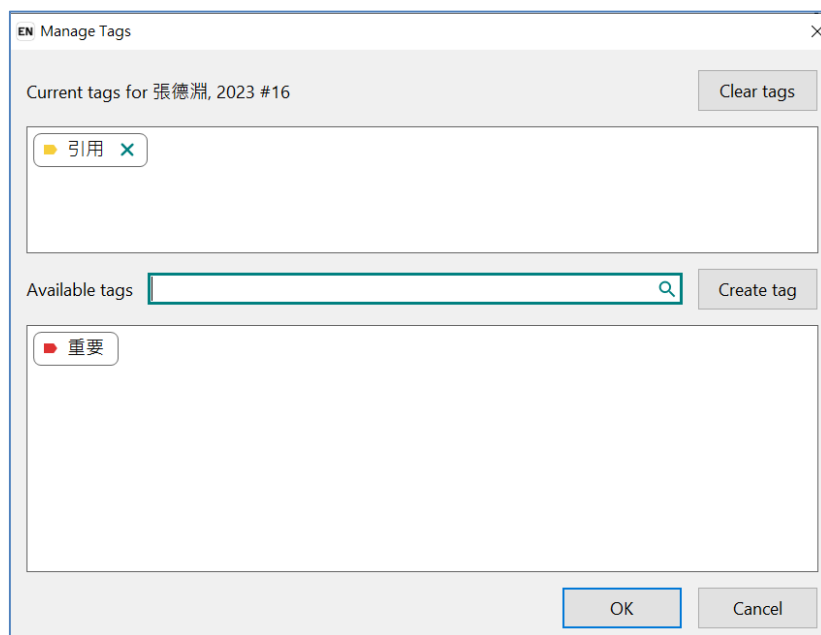 EN Manage Tags
Current tags for 張德淵, 2023 #16
Clear tags
引用
Available tags
Create tag
重要
OK
Cancel